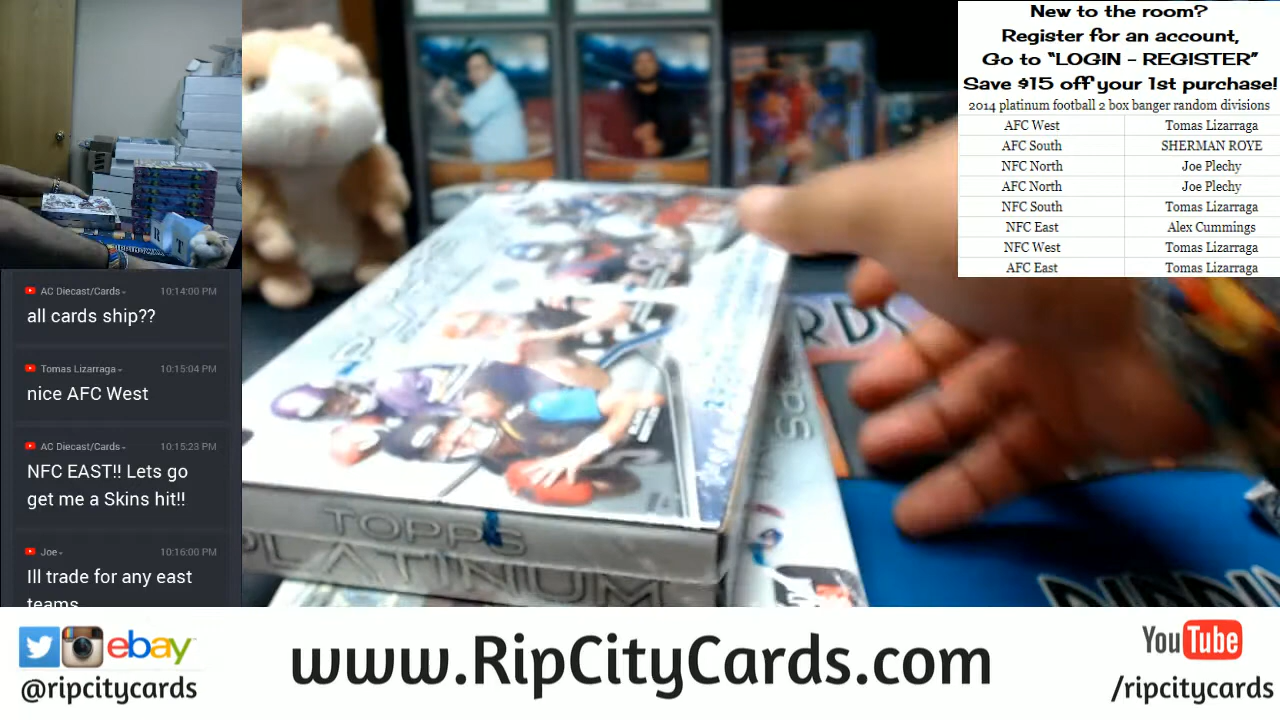 New to the room?
Register for an account,
Go to “LOGIN - REGISTER”
Save $15 off your 1st purchase!
2014 platinum football 2 box banger random divisions
AFC West Tomas Lizarraga
AFC South SHERMAN ROYE
NFC North Joe Plechy
AFC North Joe Plechy
NFC South Tomas Lizarraga
NFC East Alex Cummings
NFC West Tomas Lizarraga
AFC East Tomas Lizarraga
AC Diecast/Cards 10:14:00 PM
all cards ship??
Tomas Lizarraga 10:15:04 PM
nice AFC West
AC Diecast/Cards 10:15:23 PM
NFC EAST!! Lets go
get me a Skins hit!!
Joe 10:16:00 PM
Ill trade for any east
teams
TOPPS
PLATINUM
ebay
@ripcitycards
www.RipCityCards.com
YouTube
/ripcitycards